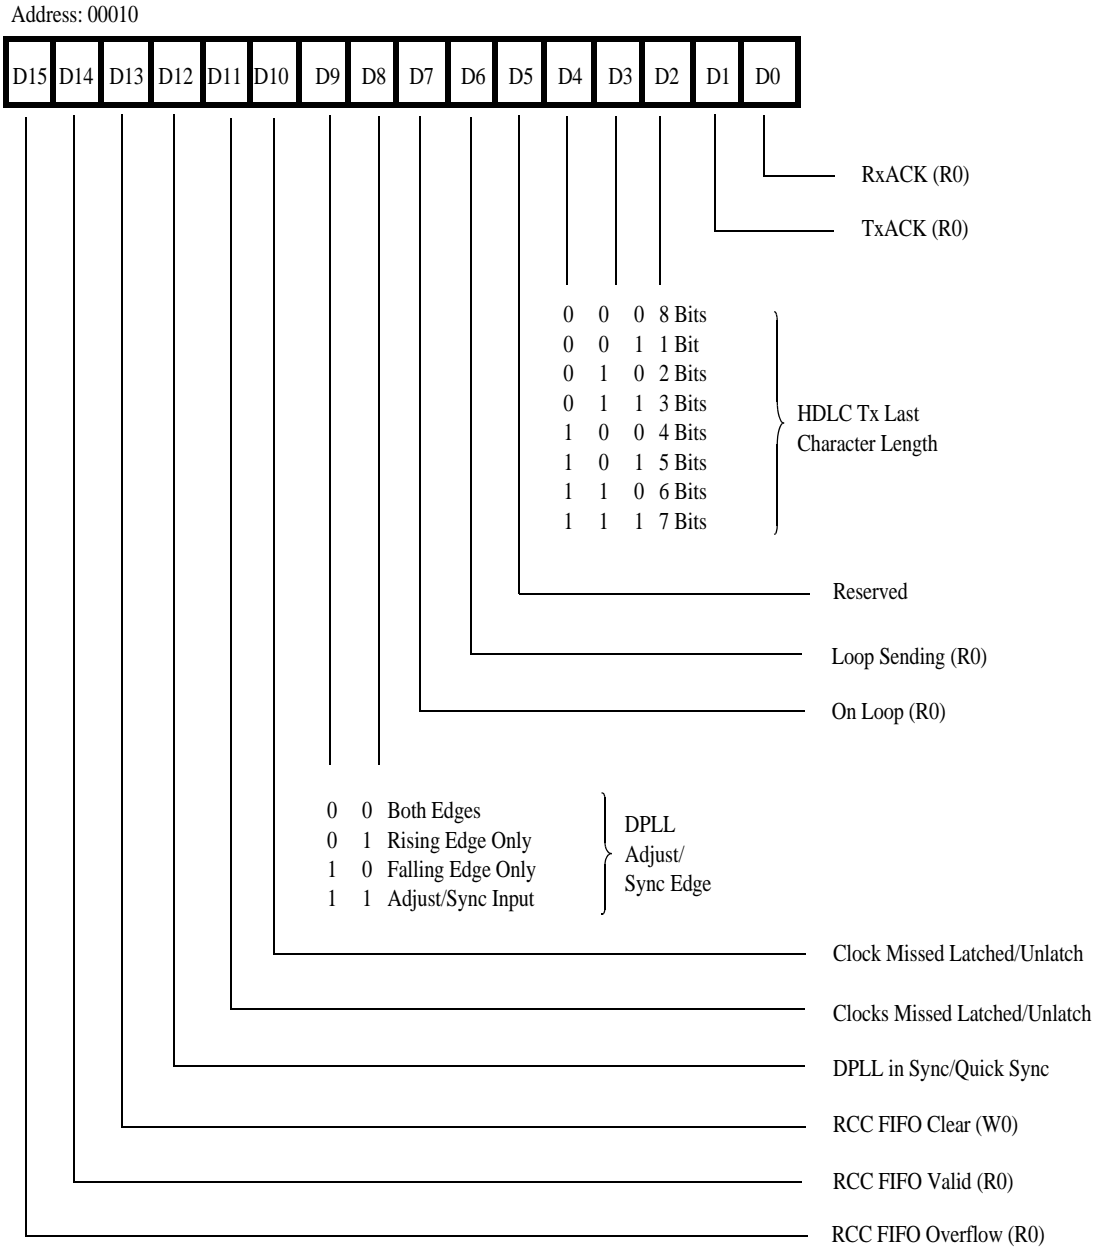 Address: 00010
D15 D14 D13 D12 D11 D10 D9 D8 D7 D6 D5 D4 D3 D2 D1 D0
RxACK (R0)
TxACK (R0)
0 0 0 8 Bits
0 0 1 1 Bit
0 1 0 2 Bits
0 1 1 3 Bits
1 0 0 4 Bits
1 0 1 5 Bits
1 1 0 6 Bits
1 1 1 7 Bits
HDLC Tx Last
Character Length
Reserved
Loop Sending (R0)
On Loop (R0)
0 0 Both Edges
0 1 Rising Edge Only
1 0 Falling Edge Only
1 1 Adjust/Sync Input
DPLL
Adjust/
Sync Edge
Clock Missed Latched/Unlatch
Clocks Missed Latched/Unlatch
DPLL in Sync/Quick Sync
RCC FIFO Clear (W0)
RCC FIFO Valid (R0)
RCC FIFO Overflow (R0)